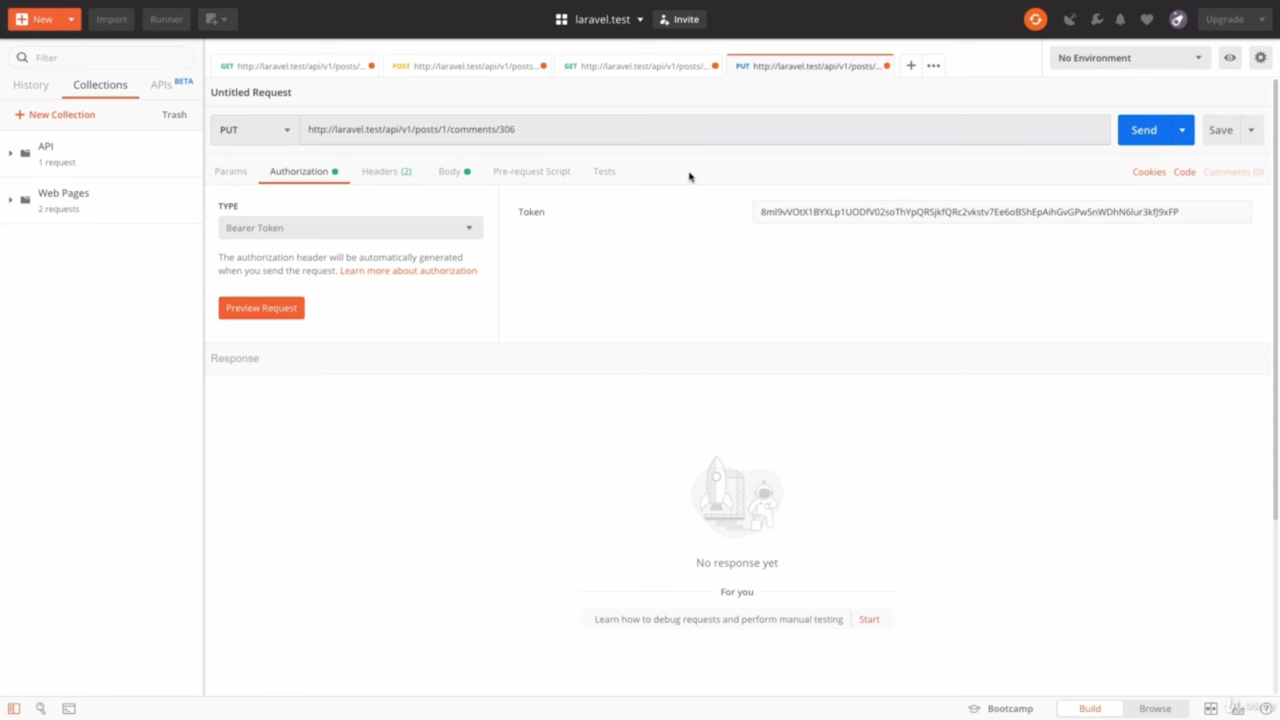 New
Import
Runner
laravel.test
Invite
Upgrade
Filter
History
Collections
APIs BETA
New Collection
Trash
API
1 request
Web Pages
2 requests
GET http://laravel.test/api/v1/posts/...
POST http://laravel.test/api/v1/posts...
GET http://laravel.test/api/v1/posts/...
PUT http://laravel.test/api/v1/posts/...
No Environment
Untitled Request
PUT
http://laravel.test/api/v1/posts/1/comments/306
Send
Save
Params
Authorization
Headers (2)
Body
Pre-request Script
Tests
Cookies
Code
Comments (0)
TYPE
Bearer Token
The authorization header will be automatically generated
when you send the request. Learn more about authorization
Preview Request
Token
Response
No response yet
For you
Learn how to debug requests and perform manual testing
Start
Bootcamp
Build
Browse